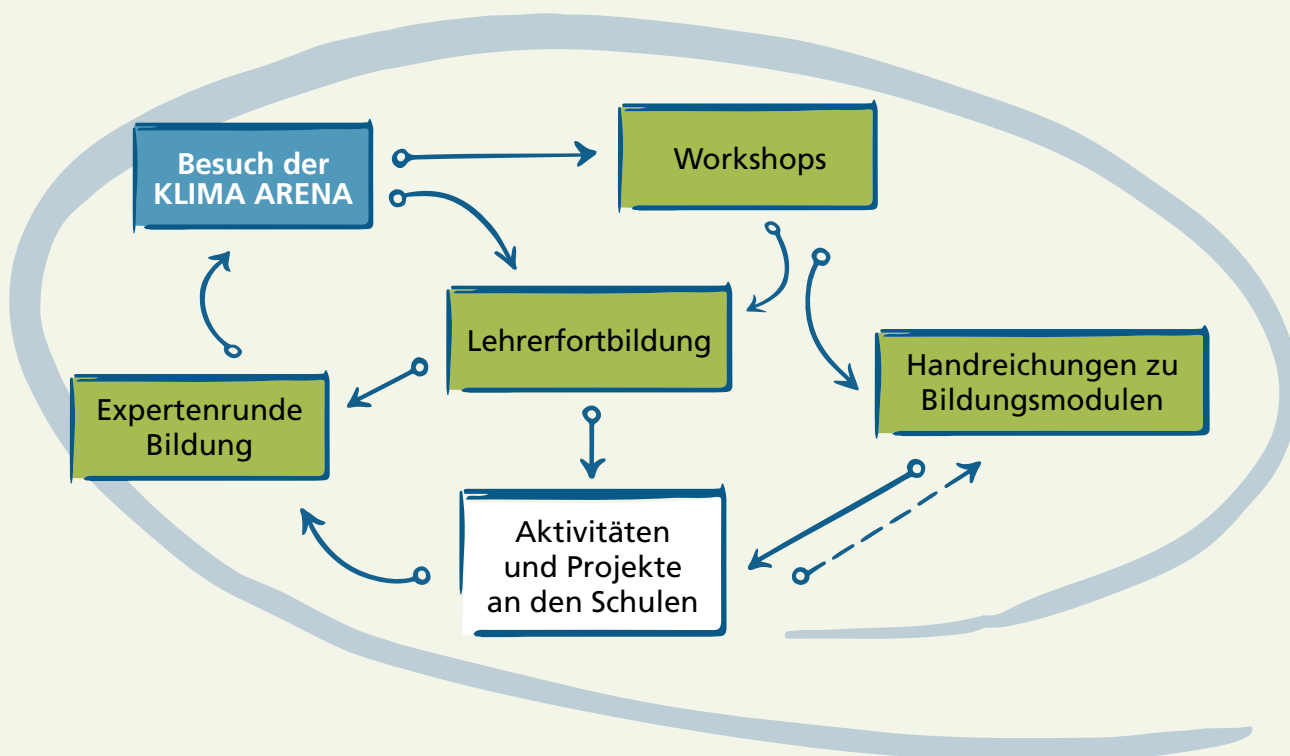 Besuch der
KLIMA ARENA
Workshops
Lehrerfortbildung
Handreichungen zu
Bildungsmodulen
Expertenrunde
Bildung
Aktivitäten
und Projekte
an den Schulen